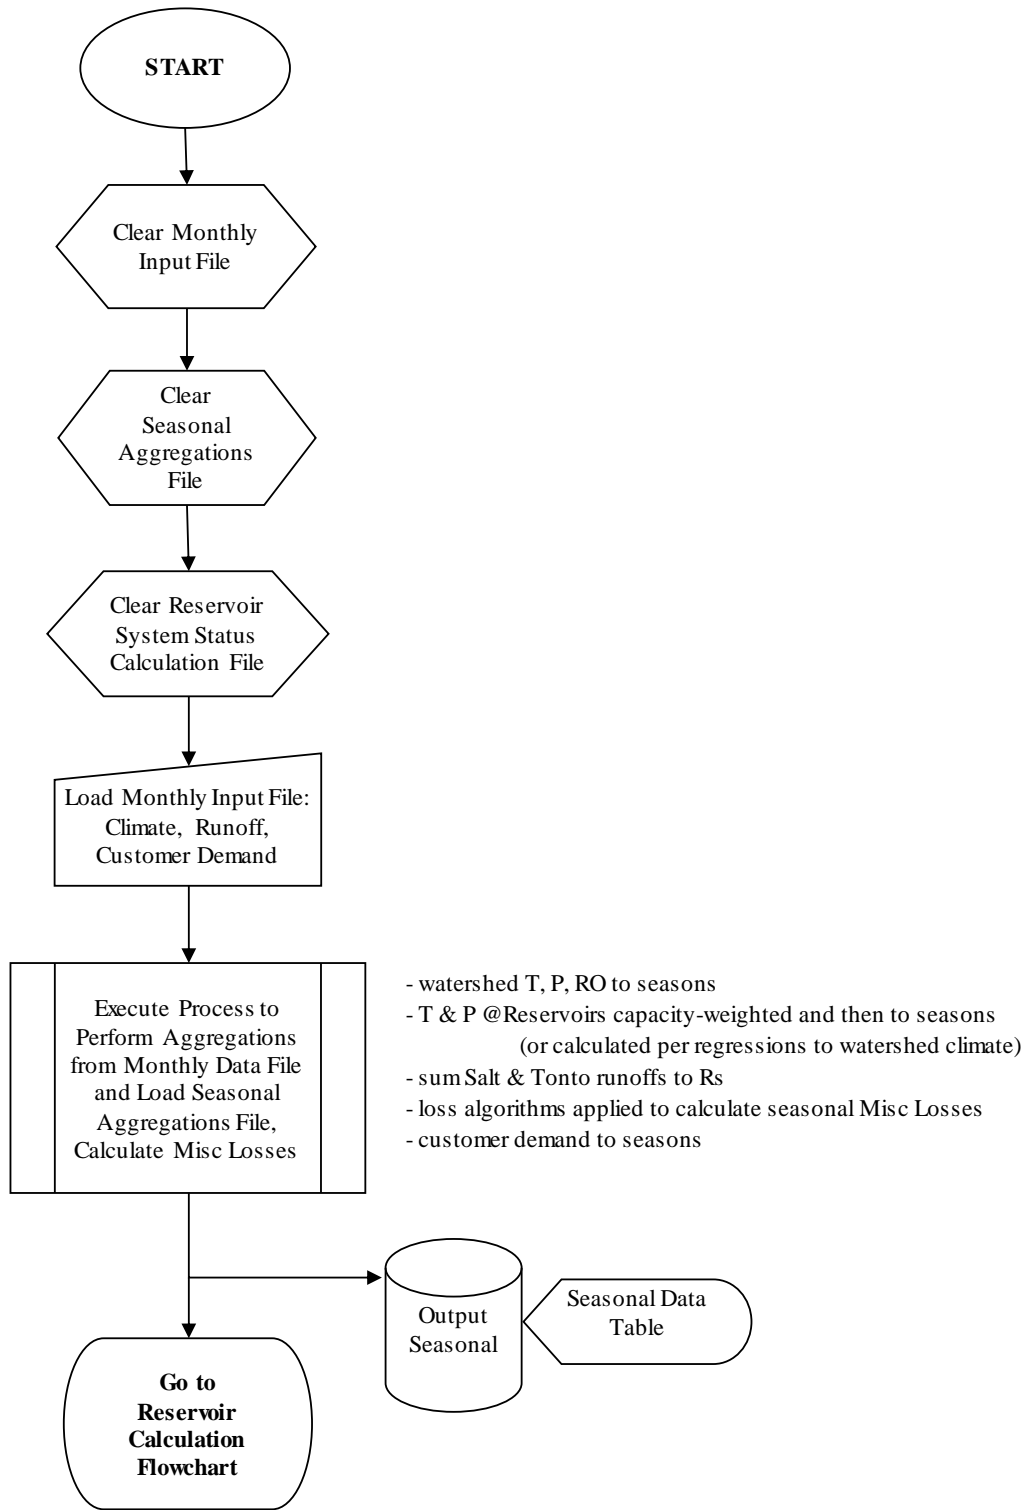 START
Clear Monthly
Input File
Clear
Seasonal
Aggregations
File
Clear Reservoir
System Status
Calculation File
Load Monthly Input File:
Climate, Runoff,
Customer Demand
Execute Process to
Perform Aggregations
from Monthly Data File
and Load Seasonal
Aggregations File,
Calculate Misc Losses
- watershed T, P, RO to seasons
- T & P @Reservoirs capacity-weighted and then to seasons
(or calculated per regressions to watershed climate)
- sum Salt & Tonto runoffs to Rs
- loss algorithms applied to calculate seasonal Misc Losses
- customer demand to seasons
Output
Seasonal
Seasonal Data
Table
Go to
Reservoir
Calculation
Flowchart